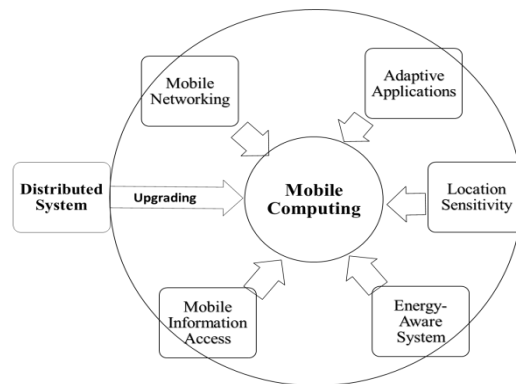 Mobile
Networking
Adaptive
Applications
Distributed
System
Upgrading
Mobile
Computing
Location
Sensitivity
Mobile
Information
Access
Energy-
Aware
System